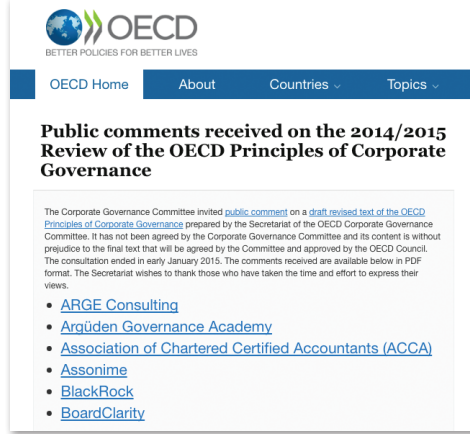 OECD
BETTER POLICIES FOR BETTER LIVES
OECD Home About Countries Topics
Public comments received on the 2014/2015
Review of the OECD Principles of Corporate
Governance
The Corporate Governance Committee invited public comment on a draft revised text of the OECD
Principles of Corporate Governance prepared by the Secretariat of the OECD Corporate Governance
Committee. It has not been agreed by the Corporate Governance Committee and its content is without
prejudice to the final text that will be agreed by the Committee and approved by the OECD Council.
The consultation ended in early January 2015. The comments received are available below in PDF
format. The Secretariat wishes to thank those who have taken the time and effort to express their
views.
ARGE Consulting
Argüden Governance Academy
Association of Chartered Certified Accountants (ACCA)
Assonime
BlackRock
BoardClarity